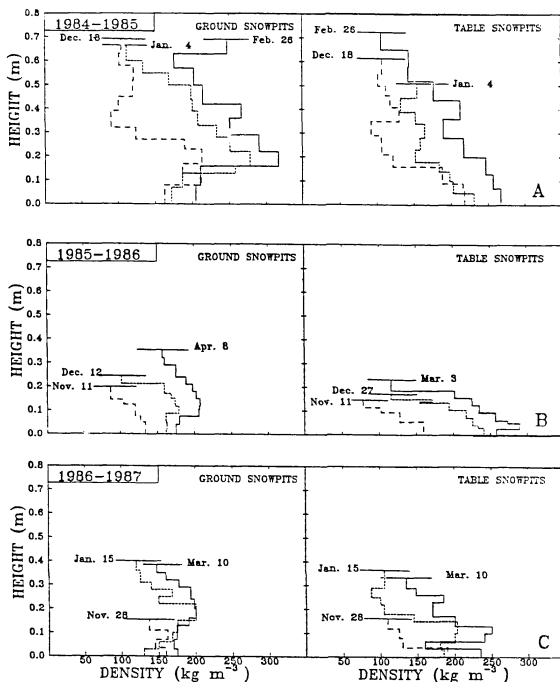 1984-1985
GROUND SNOWPITS
TABLE SNOWPITS
Dec. 18
Jan. 4
Feb. 26
Feb. 26
Dec. 18
Jan. 4
HEIGHT (m)
0.8
0.7
0.6
0.5
0.4
0.3
0.2
0.1
0.0
A
1985-1986
GROUND SNOWPITS
TABLE SNOWPITS
Apr. 8
Dec. 12
Nov. 11
Mar. 3
Dec. 27
Nov. 11
HEIGHT (m)
0.8
0.7
0.6
0.5
0.4
0.3
0.2
0.1
0.0
B
1986-1987
GROUND SNOWPITS
TABLE SNOWPITS
Jan. 15
Mar. 10
Nov. 28
Jan. 15
Mar. 10
Nov. 28
HEIGHT (m)
0.8
0.7
0.6
0.5
0.4
0.3
0.2
0.1
0.0
C
50 100 150 200 250 300
50 100 150 200 250 300
DENSITY (kg m⁻³)
DENSITY (kg m⁻³)